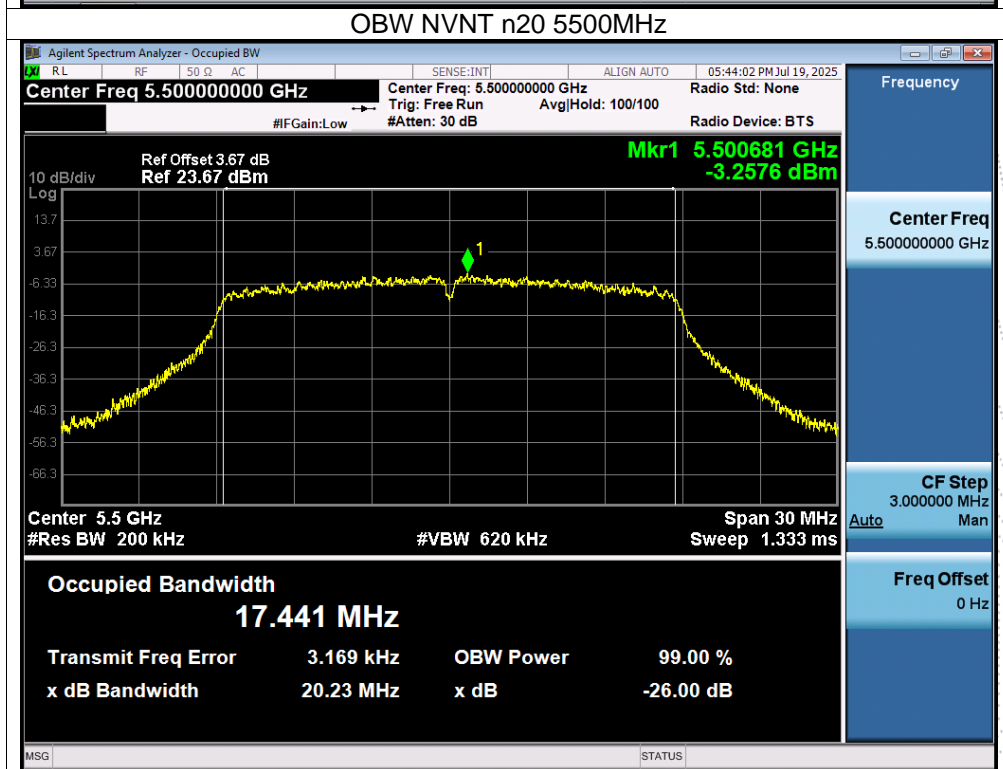 OBW NVNT n20 5500MHz
Agilent Spectrum Analyzer - Occupied BW
LXI RL RF 50 Ω AC SENSE:INT ALIGN AUTO 05:44:02 PM Jul 19, 2025
Center Freq 5.500000000 GHz
Center Freq: 5.500000000 GHz
Radio Std: None
Trig: Free Run Avg|Hold: 100/100
#IFGain:Low #Atten: 30 dB
Radio Device: BTS
Mkr1 5.500681 GHz
-3.2576 dBm
Ref Offset 3.67 dB
10 dB/div Ref 23.67 dBm
Log
13.7
3.67
-6.33
-16.3
-26.3
-36.3
-46.3
-56.3
-66.3
1
Center 5.5 GHz Span 30 MHz
#Res BW 200 kHz #VBW 620 kHz Sweep 1.333 ms
Occupied Bandwidth
17.441 MHz
Transmit Freq Error 3.169 kHz OBW Power 99.00 %
x dB Bandwidth 20.23 MHz x dB -26.00 dB
MSG STATUS
Frequency
Center Freq
5.500000000 GHz
CF Step
3.000000 MHz
Auto Man
Freq Offset
0 Hz